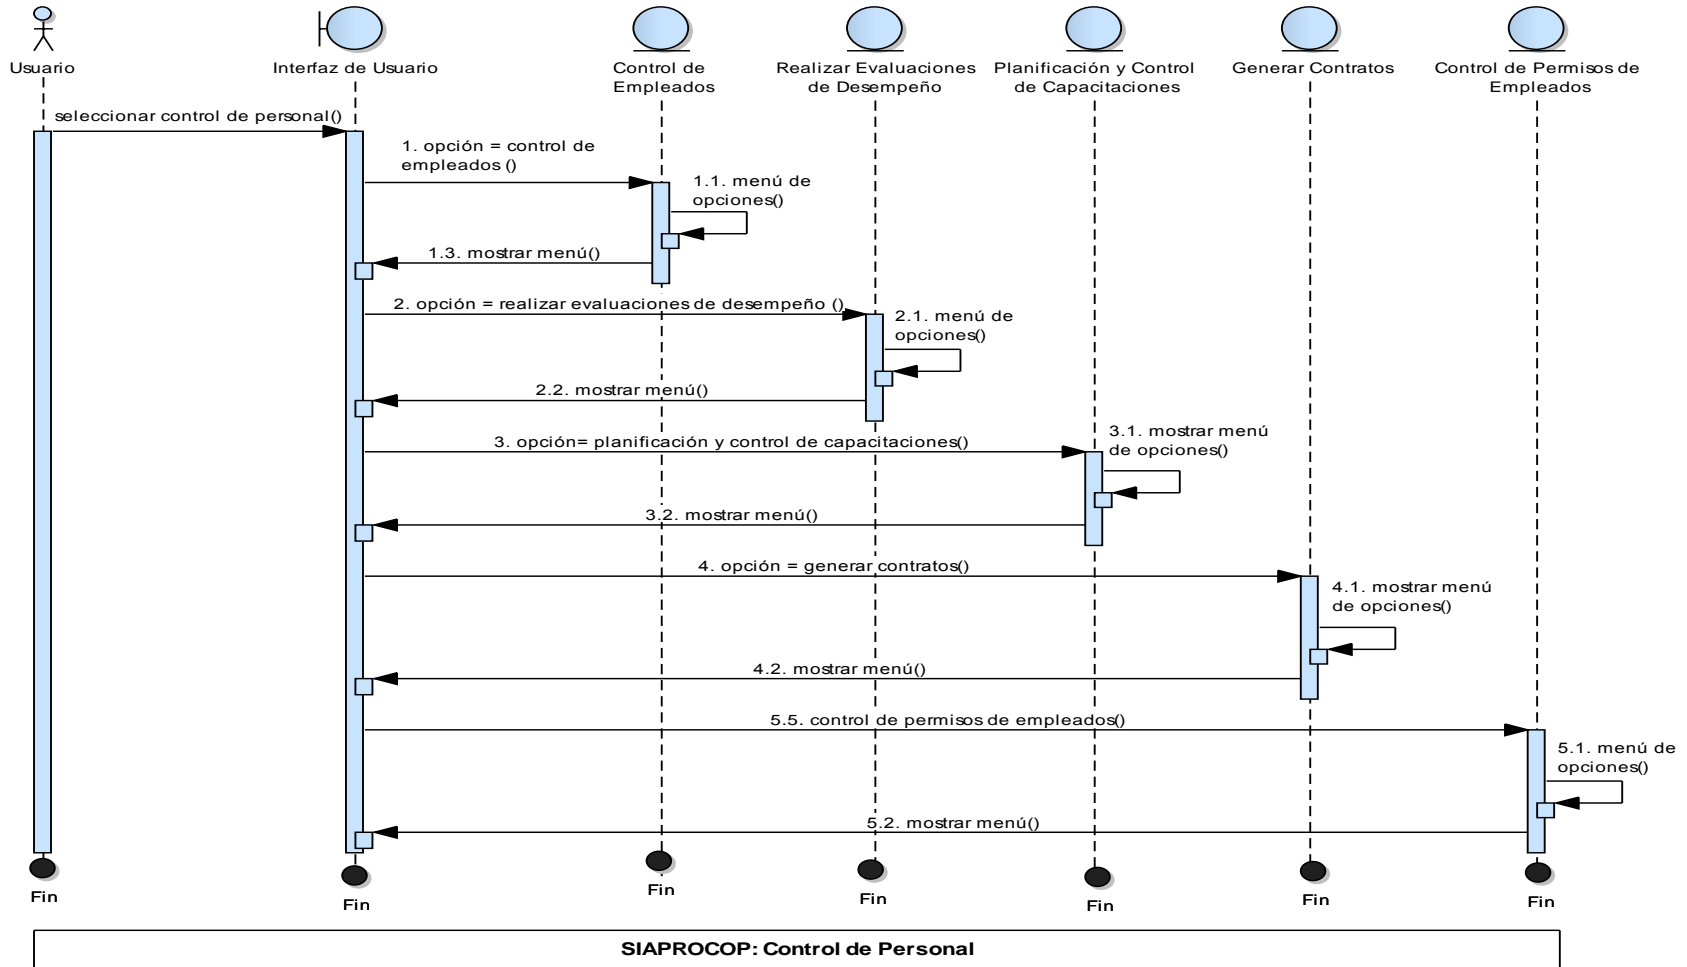 Usuario
Interfaz de Usuario
Control de
Empleados
Realizar Evaluaciones
de Desempeño
Planificación y Control
de Capacitaciones
Generar Contratos
Control de Permisos de
Empleados
seleccionar control de personal()
1. opción = control de
empleados ()
1.1. menú de
opciones()
1.3. mostrar menú()
2. opción = realizar evaluaciones de desempeño ()
2.1. menú de
opciones()
2.2. mostrar menú()
3. opción= planificación y control de capacitaciones()
3.1. mostrar menú
de opciones()
3.2. mostrar menú()
4. opción = generar contratos()
4.1. mostrar menú
de opciones()
4.2. mostrar menú()
5.5. control de permisos de empleados()
5.1. menú de
opciones()
5.2. mostrar menú()
Fin
Fin
Fin
Fin
Fin
Fin
Fin
SIAPROCOP: Control de Personal